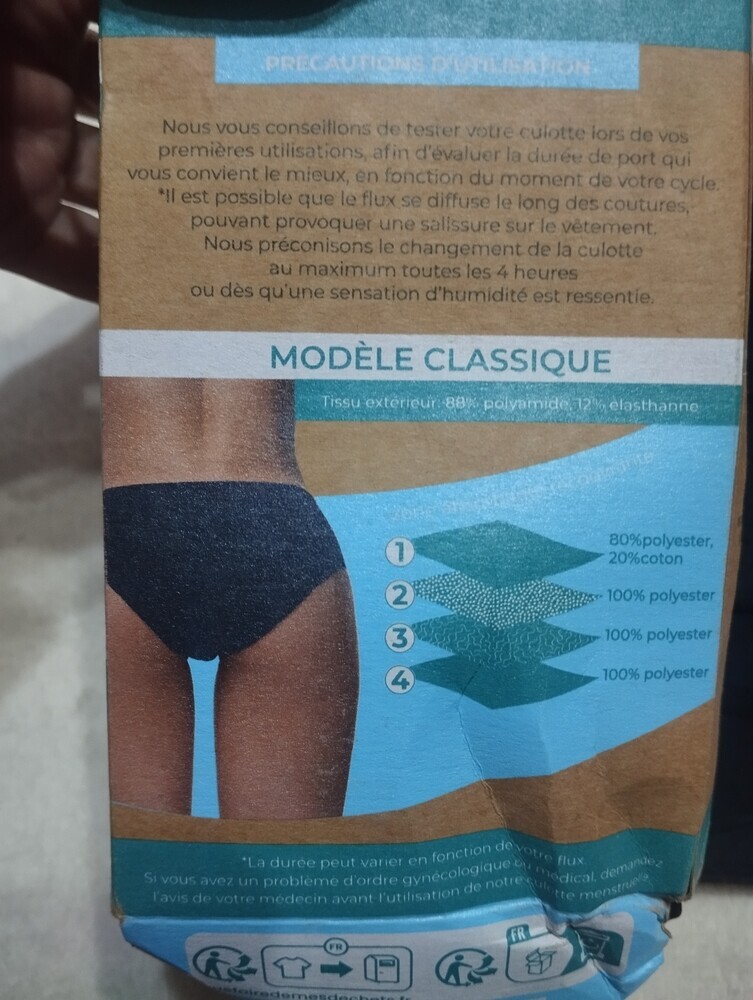 PRÉCAUTIONS D'UTILISATION
Nous vous conseillons de tester votre culotte lors de vos
premières utilisations, afin d'évaluer la durée de port qui
vous convient le mieux, en fonction du moment de votre cycle.
*Il est possible que le flux se diffuse le long des coutures,
pouvant provoquer une salissure sur le vêtement.
Nous préconisons le changement de la culotte
au maximum toutes les 4 heures
ou dès qu'une sensation d'humidité est ressentie.
MODÈLE CLASSIQUE
Tissu extérieur: 88% polyamide, 12% élasthanne
1
80%polyester,
20%coton
2
100% polyester
3
100% polyester
4
100% polyester
*La durée peut varier en fonction de votre flux.
Si vous avez un problème d'ordre gynécologique ou médical, demandez
l'avis de votre médecin avant l'utilisation de notre culotte menstruelle.
FR
FR